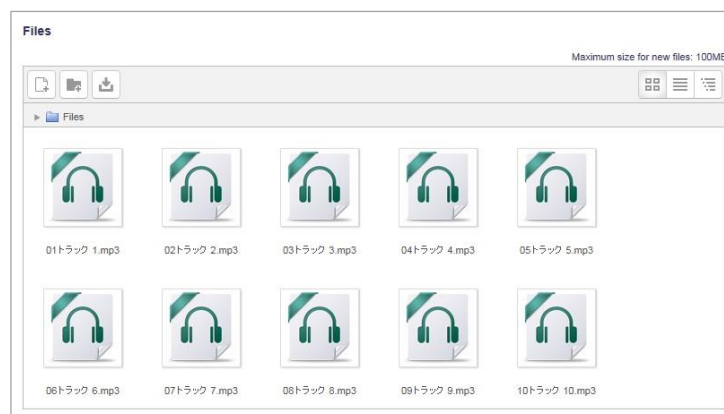 Files
Maximum size for new files: 100MB
Files
01トラック 1.mp3
02トラック 2.mp3
03トラック 3.mp3
04トラック 4.mp3
05トラック 5.mp3
06トラック 6.mp3
07トラック 7.mp3
08トラック 8.mp3
09トラック 9.mp3
10トラック 10.mp3